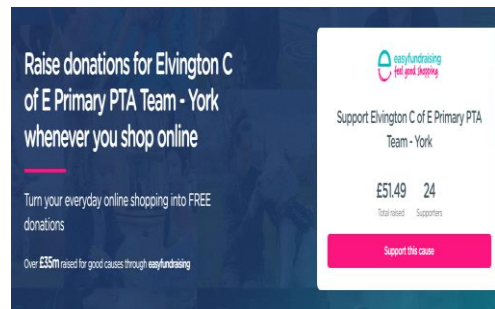 Raise donations for Elvington C
of E Primary PTA Team - York
whenever you shop online
Turn your everyday online shopping into FREE
donations
Over £35m raised for good causes through easyfundraising
easyfundraising
feel good shopping
Support Elvington C of E Primary PTA
Team - York
£51.49 24
Total raised Supporters
Support this cause